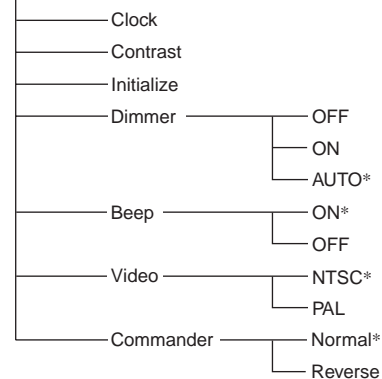 Clock
Contrast
Initialize
Dimmer OFF
ON
AUTO*
Beep ON*
OFF
Video NTSC*
PAL
Commander Normal*
Reverse